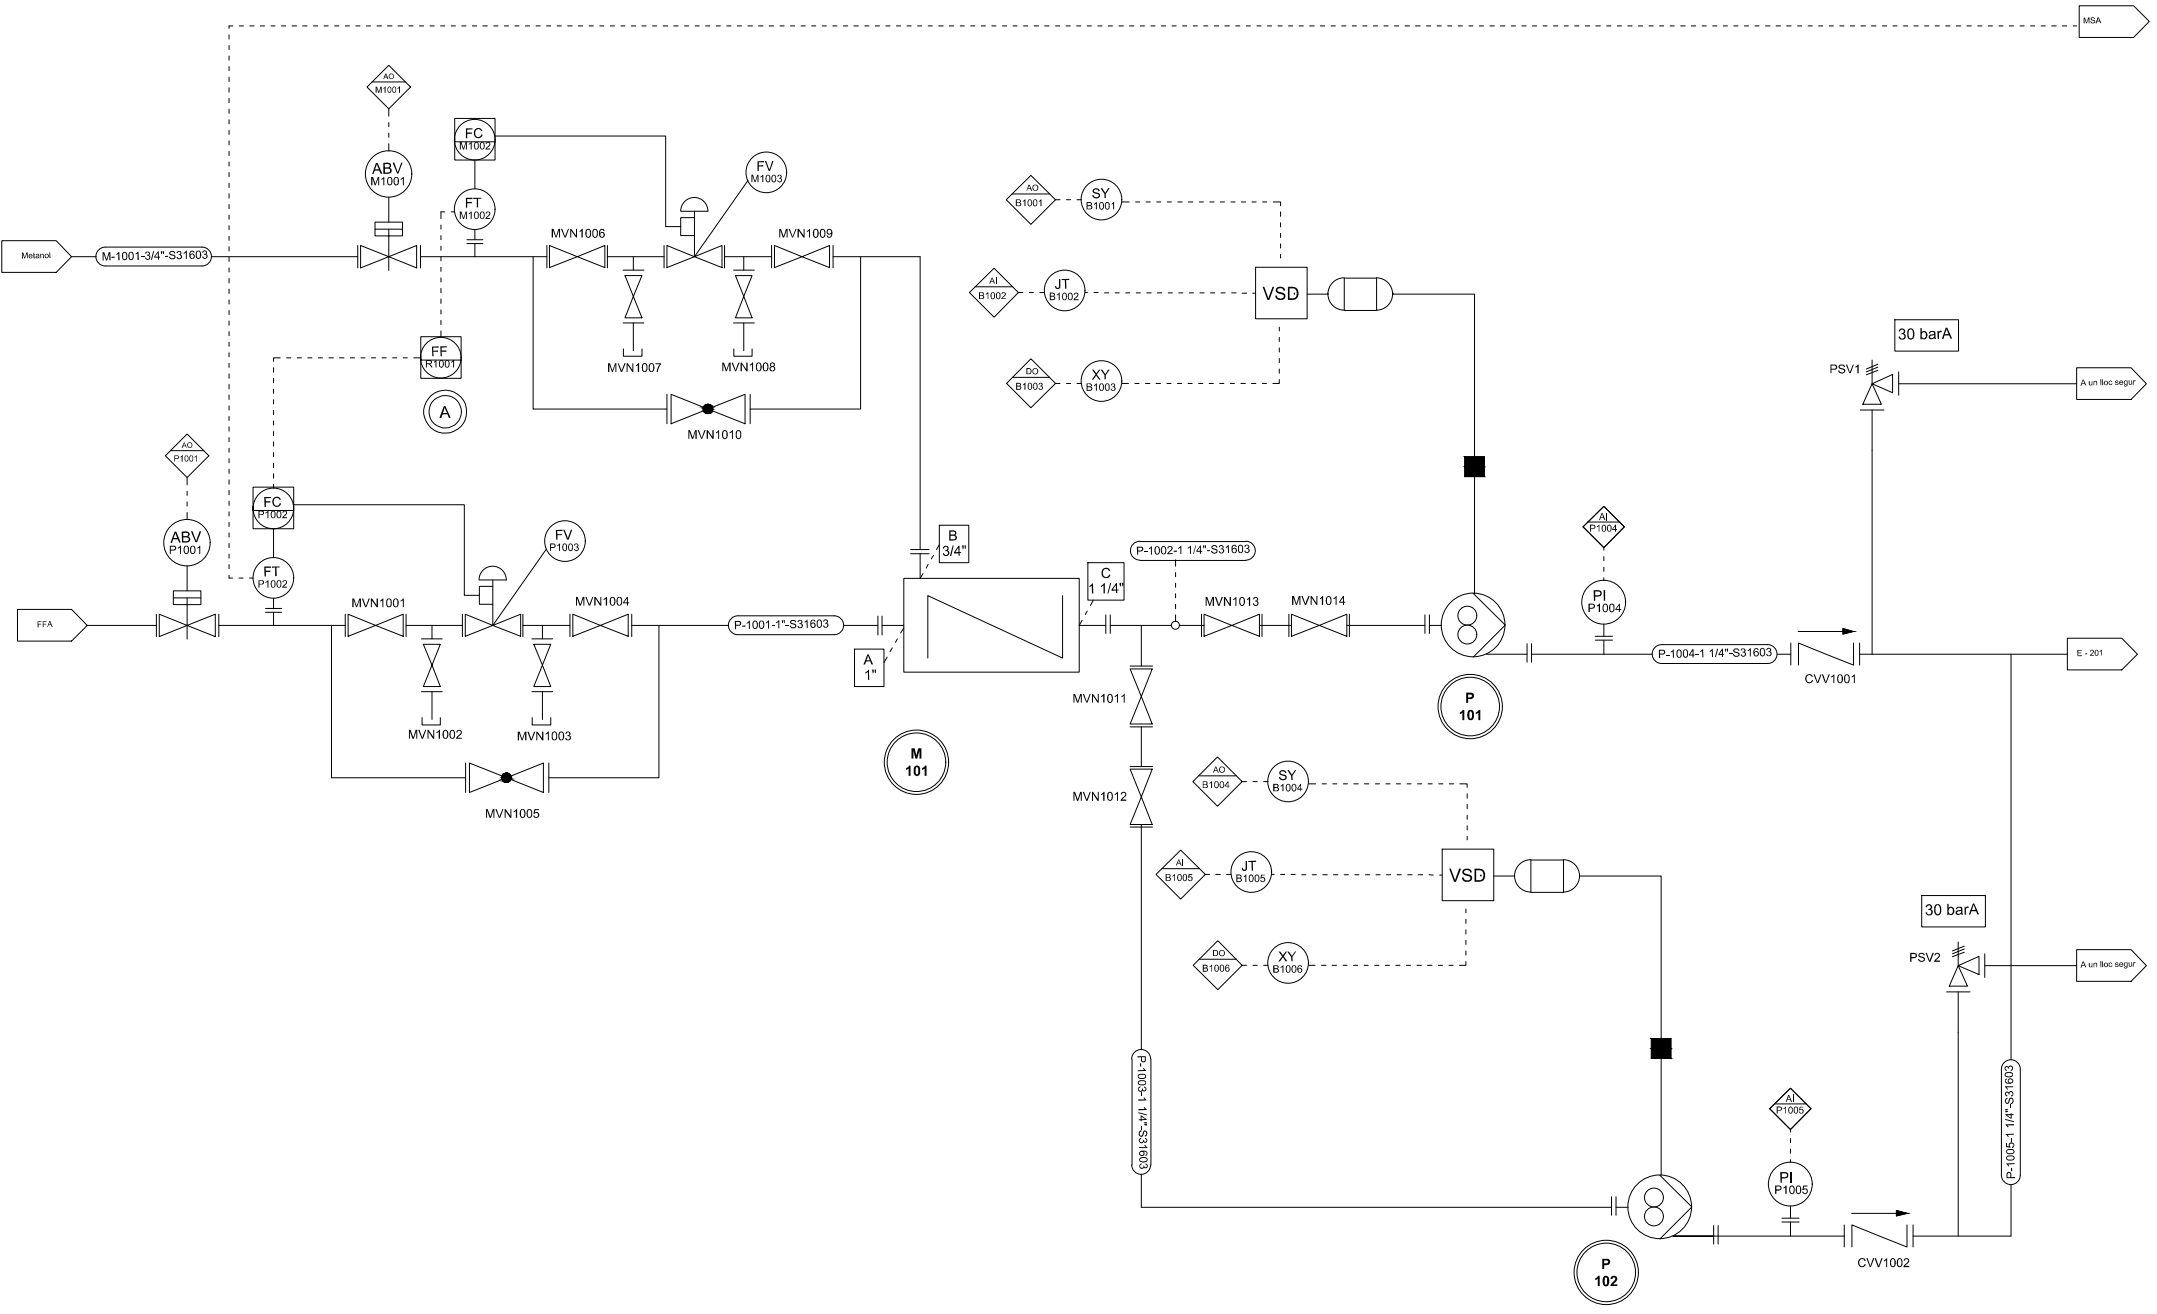 MSA
AO
M1001
FC
M1002
ABV
M1001
FV
M1003
FT
M1002
AO
B1001
SY
B1001
MVN1006
MVN1009
Metanol
M-1001-3/4"-S31603
AI
B1002
JT
B1002
VSD
30 barA
FF
R1001
MVN1007
MVN1008
DO
B1003
XY
B1003
PSV1
A un lloc segur
A
MVN1010
AO
P1001
FC
P1002
ABV
P1001
FV
P1003
AI
P1004
B
3/4"
P-1002-1 1/4"-S31603
FT
P1002
C
1 1/4"
MVN1001
MVN1004
MVN1013
MVN1014
PI
P1004
FFA
P-1001-1"-S31603
P-1004-1 1/4"-S31603
E - 201
A
1"
CVV1001
MVN1011
P
101
MVN1002
MVN1003
M
101
MVN1005
MVN1012
AO
B1004
SY
B1004
AI
B1005
JT
B1005
VSD
30 barA
DO
B1006
XY
B1006
PSV2
A un lloc segur
P-1003-1 1/4"-S31603
P-1005-1 1/4"-S31603
AI
P1005
PI
P1005
P
102
CVV1002